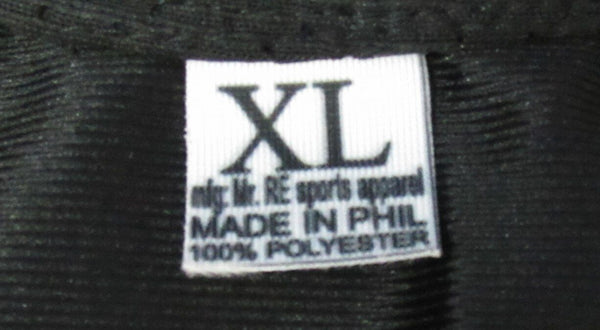 XL
mfg: Mr. RE sports apparel
MADE IN PHIL
100% POLYESTER